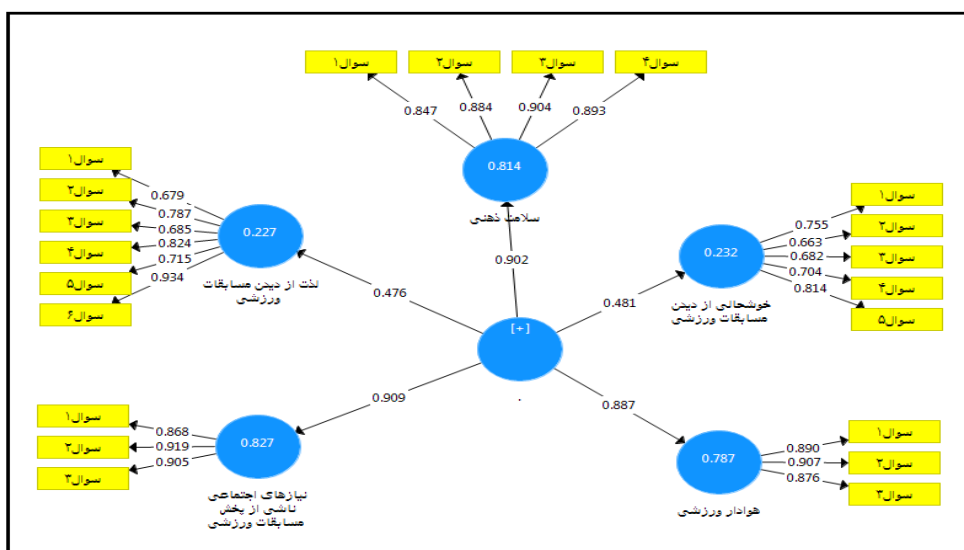 سوال۱
سوال۲
سوال۳
سوال۴
0.847
0.884
0.904
0.893
0.814
سلامت ذهنی
0.902
سوال۱
سوال۲
سوال۳
سوال۴
سوال۵
سوال۶
0.679
0.787
0.685
0.824
0.715
0.934
0.227
لذت از دیدن مسابقات
ورزشی
0.476
سوال۱
سوال۲
سوال۳
سوال۴
سوال۵
0.755
0.663
0.682
0.704
0.814
0.232
خوشحالی از دیدن
مسابقات ورزشی
0.481
[+]
.
سوال۱
سوال۲
سوال۳
0.868
0.919
0.905
0.827
نیازهای اجتماعی
ناشی از پخش
مسابقات ورزشی
0.909
سوال۱
سوال۲
سوال۳
0.890
0.907
0.876
0.787
هوادار ورزشی
0.887